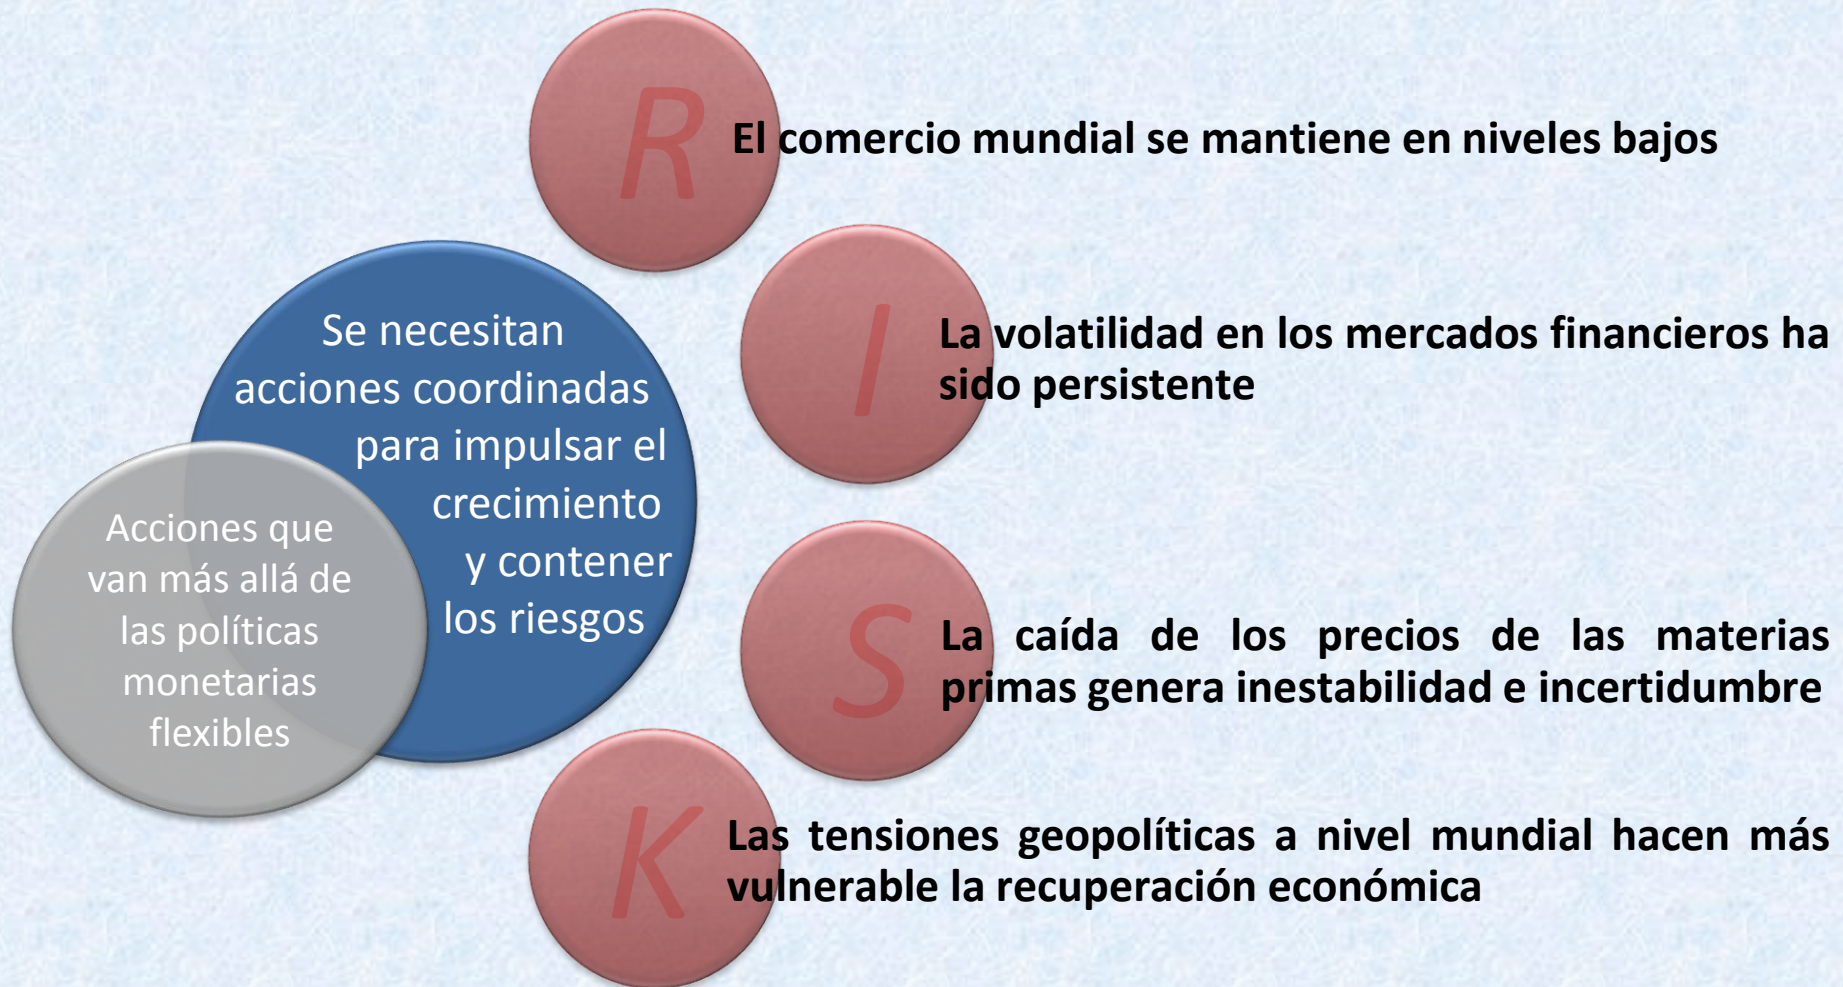 R
El comercio mundial se mantiene en niveles bajos
I
La volatilidad en los mercados financieros ha
sido persistente
Se necesitan
acciones coordinadas
para impulsar el
crecimiento
y contener
los riesgos
Acciones que
van más allá de
las políticas
monetarias
flexibles
S
La caída de los precios de las materias
primas genera inestabilidad e incertidumbre
K
Las tensiones geopolíticas a nivel mundial hacen más
vulnerable la recuperación económica